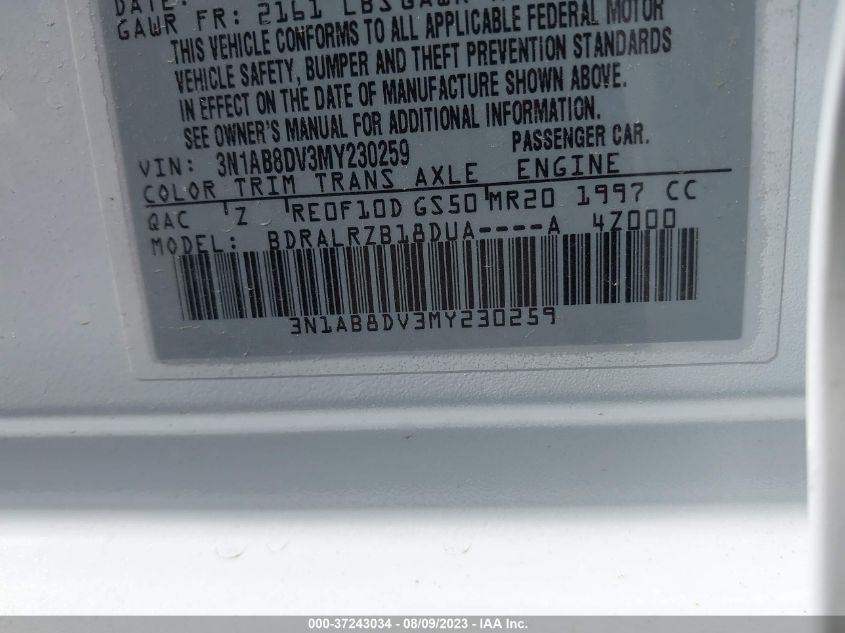 DATE:
GAWR FR: 2161 LBS GAWR
THIS VEHICLE CONFORMS TO ALL APPLICABLE FEDERAL MOTOR
VEHICLE SAFETY, BUMPER AND THEFT PREVENTION STANDARDS
IN EFFECT ON THE DATE OF MANUFACTURE SHOWN ABOVE.
SEE OWNER'S MANUAL FOR ADDITIONAL INFORMATION.
PASSENGER CAR.
VIN: 3N1AB8DV3MY230259
COLOR TRIM TRANS AXLE ENGINE
QAC Z RE0F10D GS50 MR20 1997 CC
MODEL: BDRALRZB18DUA----A 4Z000
3N1AB8DV3MY230259
000-37243034 - 08/09/2023 - IAA Inc.